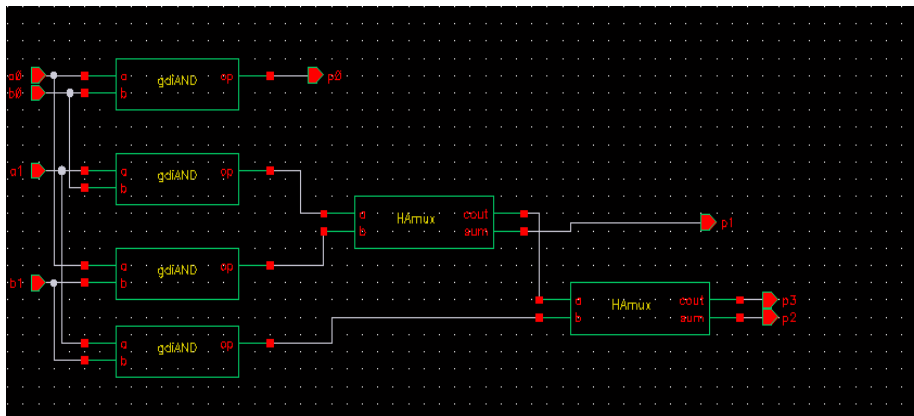 a0 a gdiAND op p0
b0 b
a1 a gdiAND op
b
a HAmux cout
b sum p1
a gdiAND op
b1 b
a HAmux cout p3
b sum p2
a gdiAND op
b